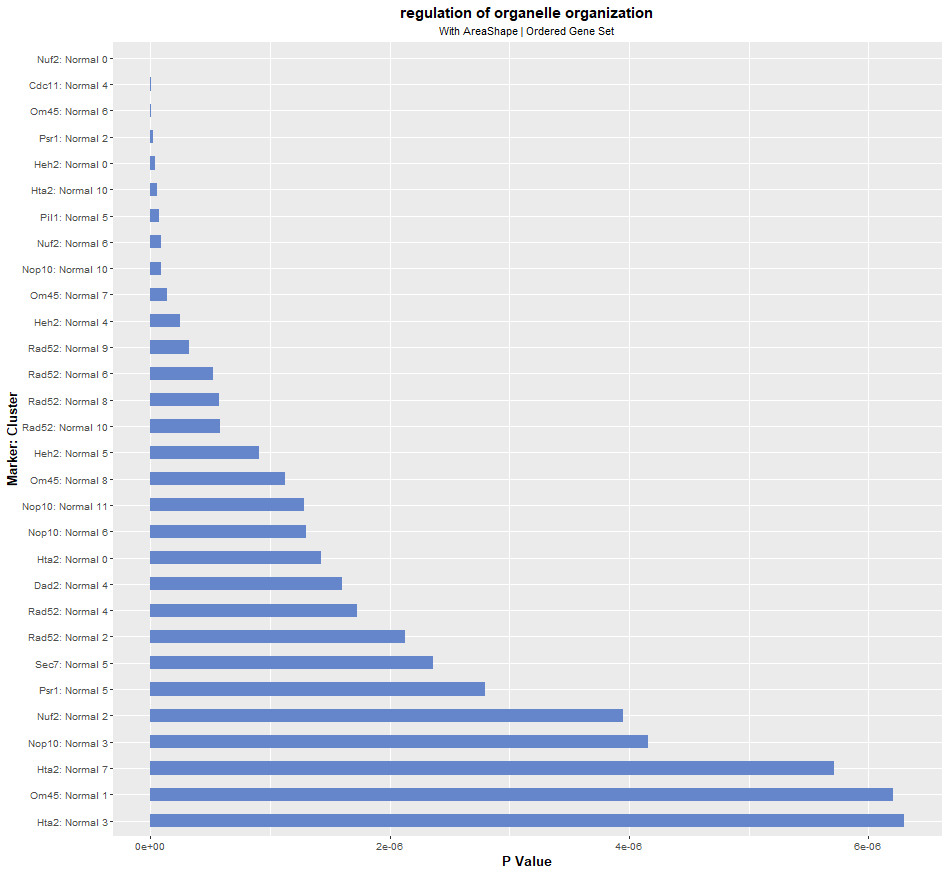 regulation of organelle organization
With AreaShape | Ordered Gene Set
Marker: Cluster
Nuf2: Normal 0
Cdc11: Normal 4
Om45: Normal 6
Psr1: Normal 2
Heh2: Normal 0
Hta2: Normal 10
Pil1: Normal 5
Nuf2: Normal 6
Nop10: Normal 10
Om45: Normal 7
Heh2: Normal 4
Rad52: Normal 9
Rad52: Normal 6
Rad52: Normal 8
Rad52: Normal 10
Heh2: Normal 5
Om45: Normal 8
Nop10: Normal 11
Nop10: Normal 6
Hta2: Normal 0
Dad2: Normal 4
Rad52: Normal 4
Rad52: Normal 2
Sec7: Normal 5
Psr1: Normal 5
Nuf2: Normal 2
Nop10: Normal 3
Hta2: Normal 7
Om45: Normal 1
Hta2: Normal 3
0e+00 2e-06 4e-06 6e-06
P Value